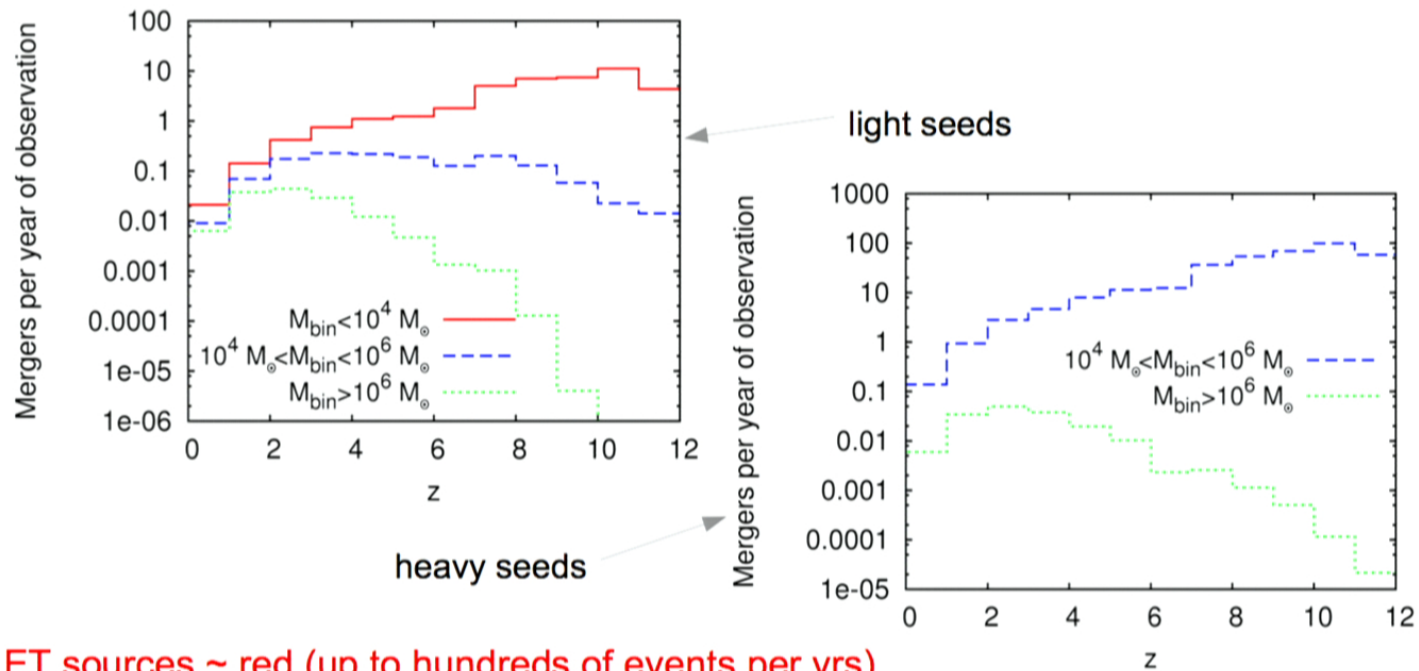 Mergers per year of observation
100
10
1
0.1
0.01
0.001
0.0001
1e-05
1e-06
M_bin<10^4 M_☉
10^4 M_☉<M_bin<10^6 M_☉
M_bin>10^6 M_☉
0 2 4 6 8 10 12
z
light seeds
heavy seeds
Mergers per year of observation
1000
100
10
1
0.1
0.01
0.001
0.0001
1e-05
10^4 M_☉<M_bin<10^6 M_☉
M_bin>10^6 M_☉
0 2 4 6 8 10 12
z
ET sources ~ red (up to hundreds of events per yrs)